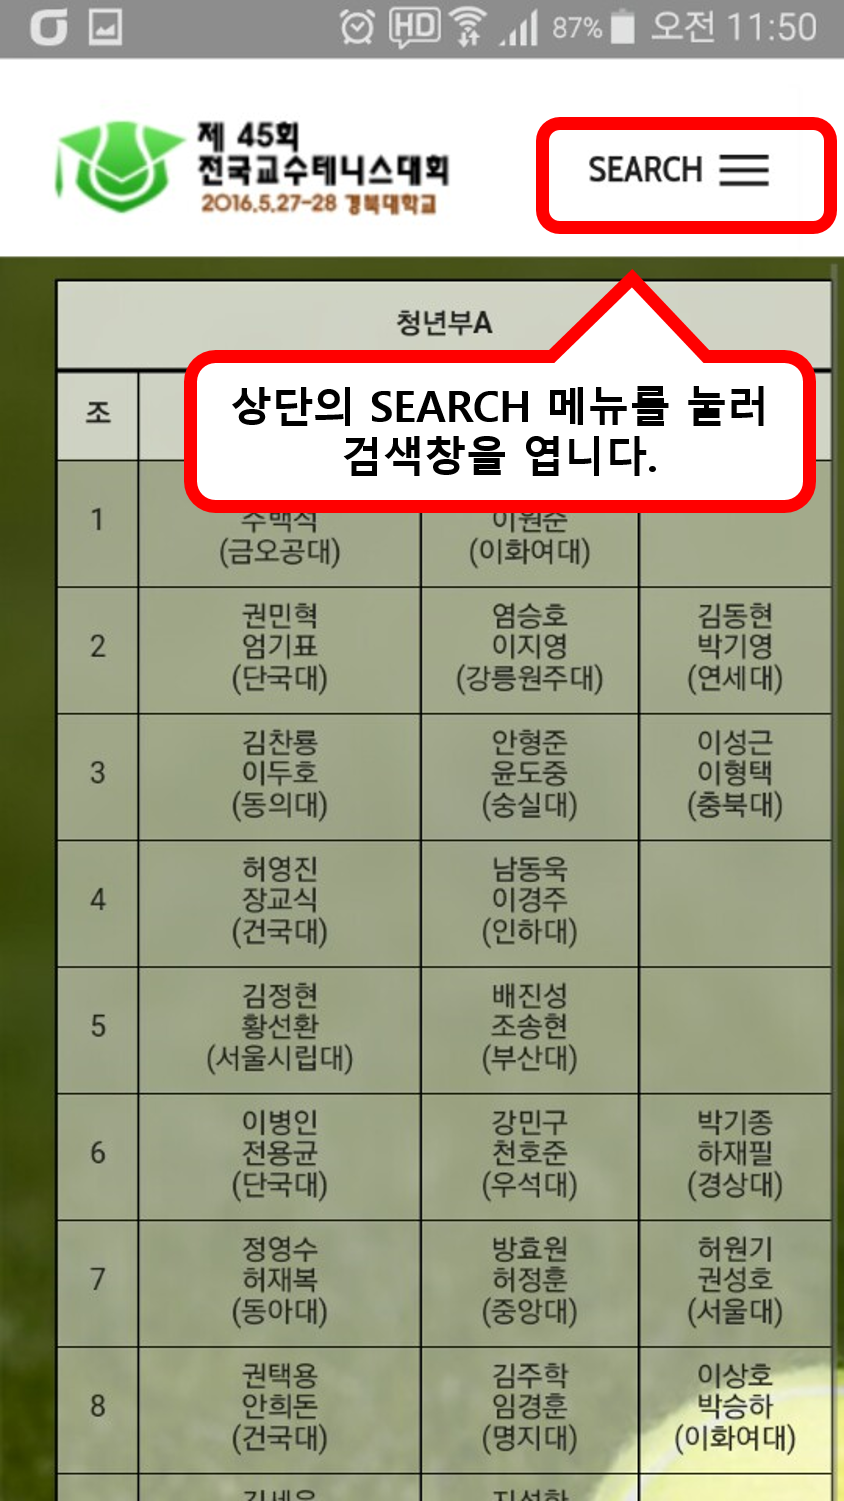 87% 오전 11:50
제 45회
전국교수테니스대회
2016.5.27-28 경북대학교
SEARCH
청년부A
상단의 SEARCH 메뉴를 눌러
검색창을 엽니다.
조
1
(금오공대)
이원준
(이화여대)
2
권민혁
엄기표
(단국대)
염승호
이지영
(강릉원주대)
김동현
박기영
(연세대)
3
김찬룡
이두호
(동의대)
안형준
윤도중
(숭실대)
이성근
이형택
(충북대)
4
허영진
장교식
(건국대)
남동욱
이경주
(인하대)
5
김정현
황선환
(서울시립대)
배진성
조송현
(부산대)
6
이병인
전용균
(단국대)
강민구
천호준
(우석대)
박기종
하재필
(경상대)
7
정영수
허재복
(동아대)
방효원
허정훈
(중앙대)
허원기
권성호
(서울대)
8
권택용
안희돈
(건국대)
김주학
임경훈
(명지대)
이상호
박승하
(이화여대)